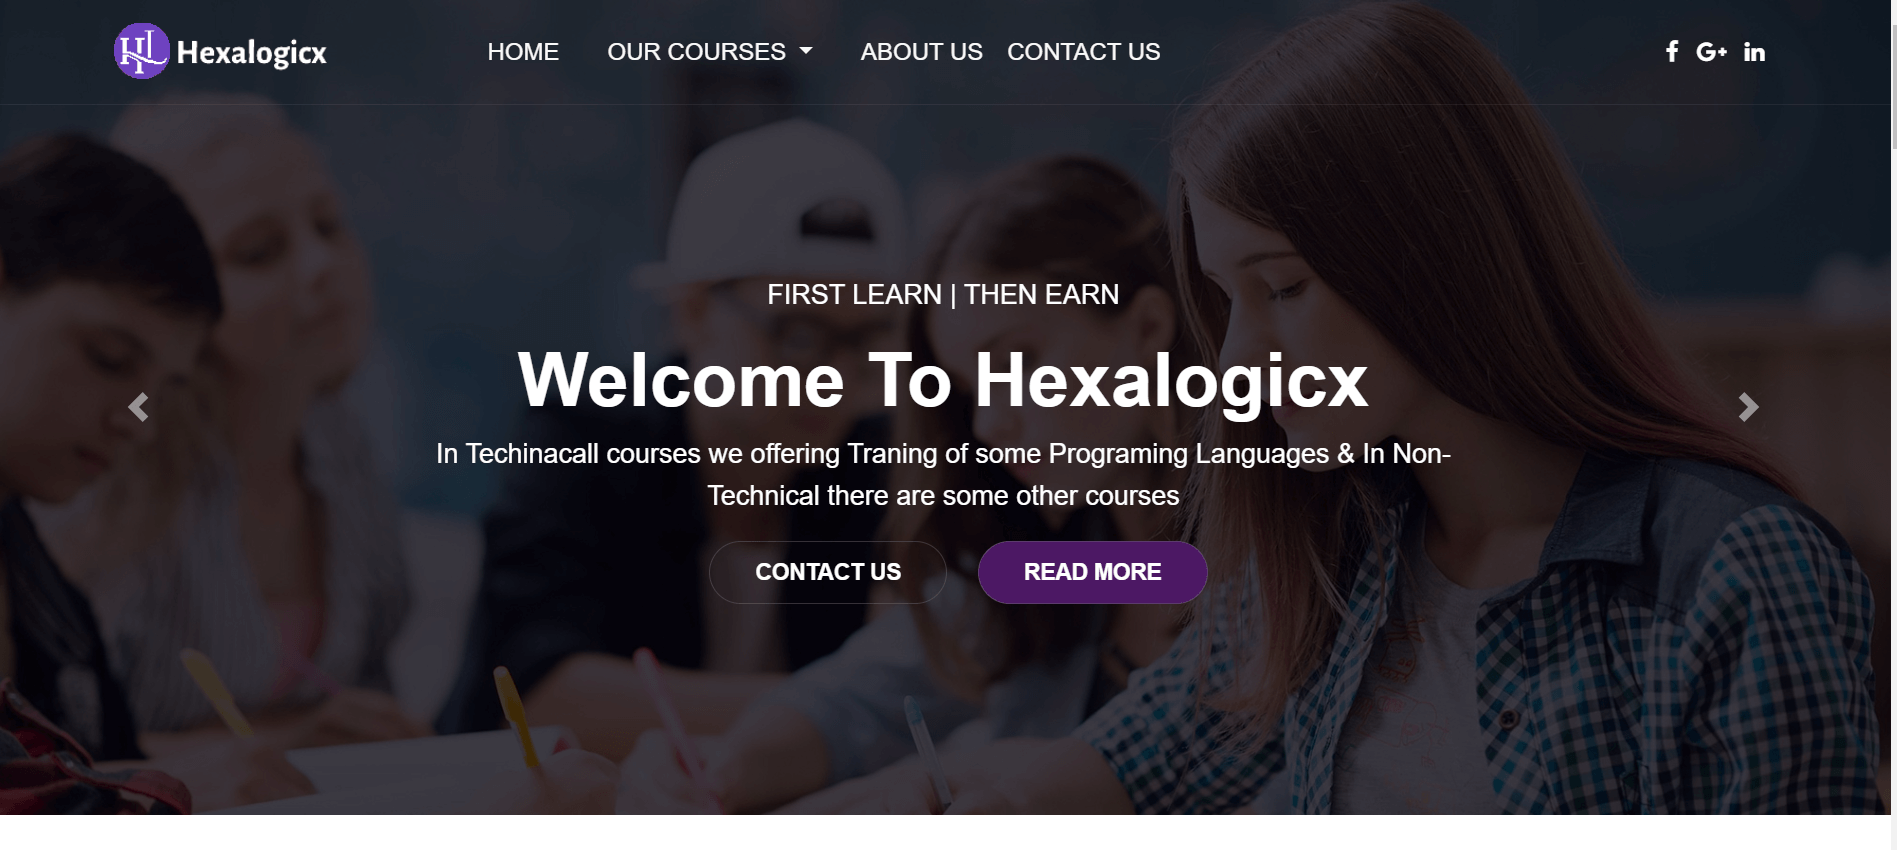 Hexalogicx
HOME OUR COURSES ABOUT US CONTACT US
G+ in
FIRST LEARN | THEN EARN
Welcome To Hexalogicx
In Techinacall courses we offering Traning of some Programing Languages & In Non-
Technical there are some other courses
CONTACT US READ MORE